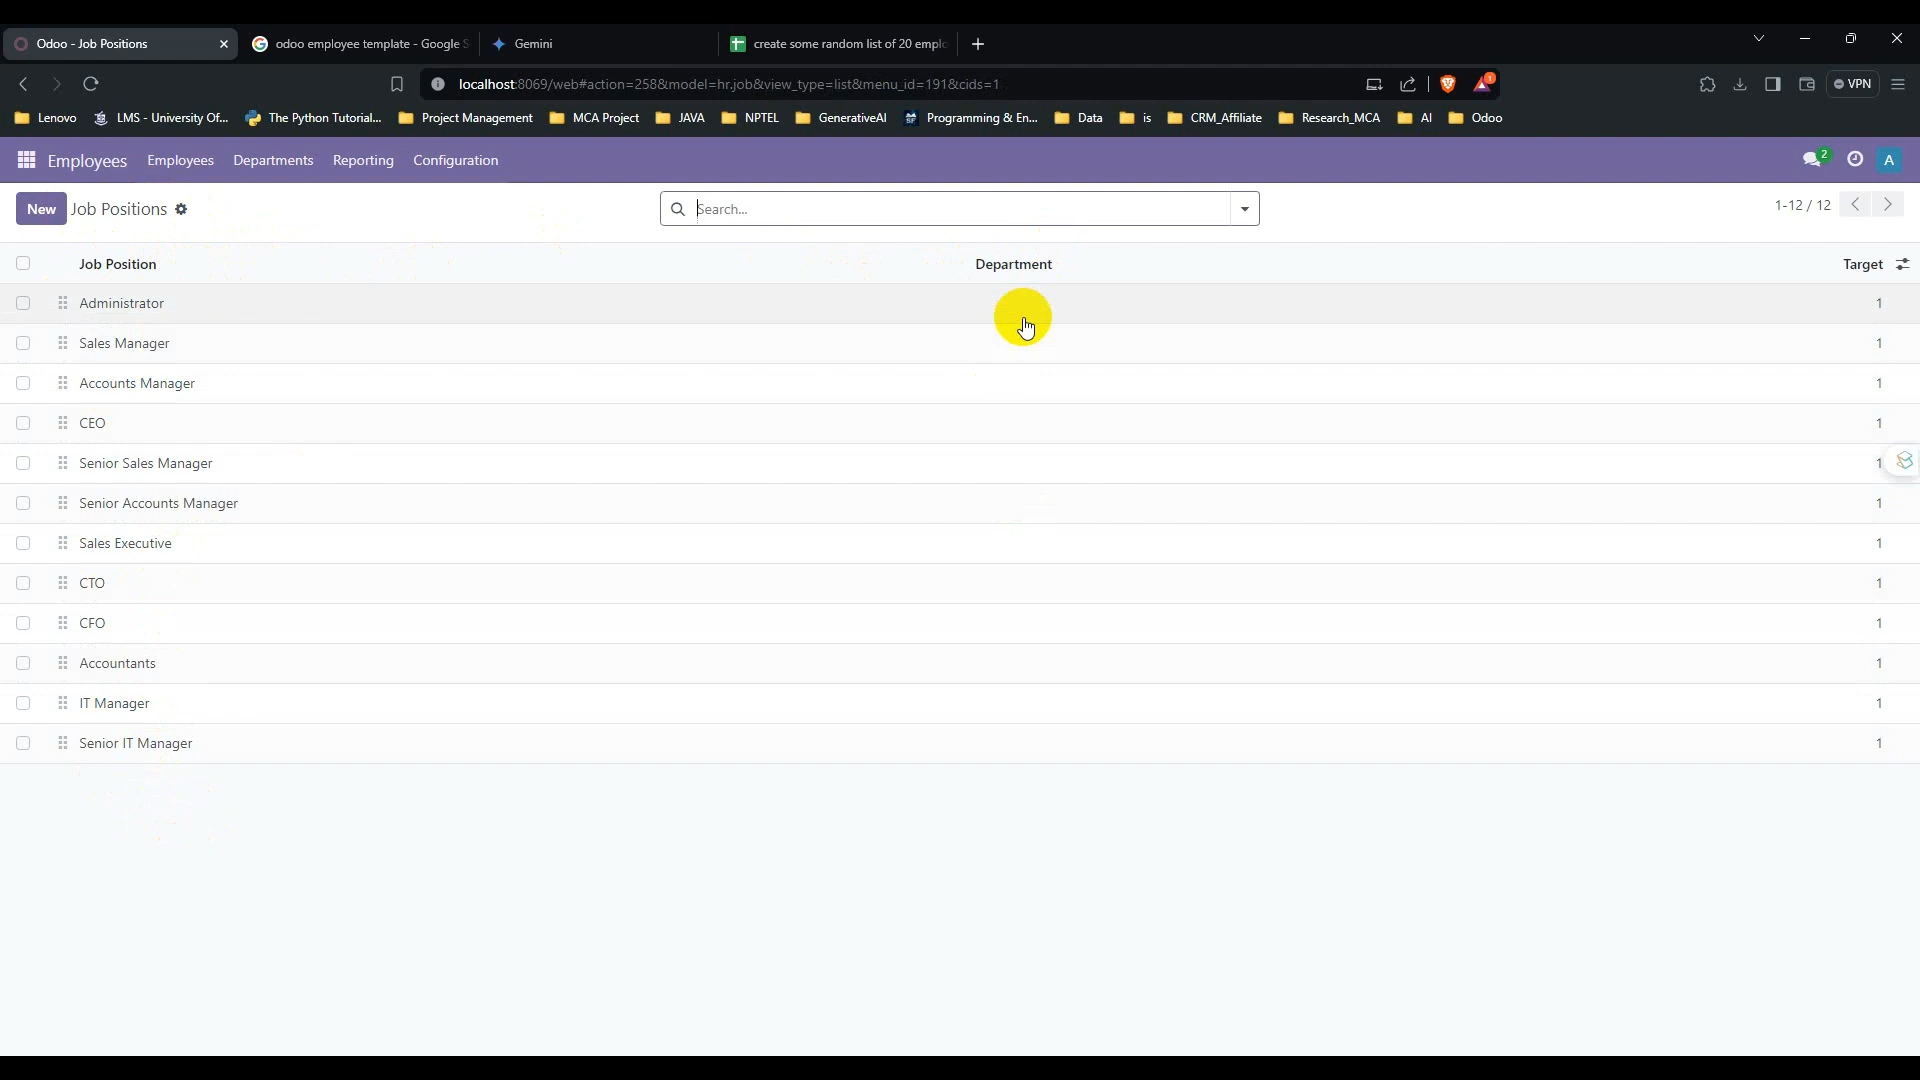 Odoo - Job Positions
odoo employee template - Google S
Gemini
create some random list of 20 emplo
localhost:8069/web#action=258&model=hr.job&view_type=list&menu_id=191&cids=1
1
VPN
Lenovo
LMS - University Of...
The Python Tutorial...
Project Management
MCA Project
JAVA
NPTEL
GenerativeAI
Programming & En...
Data
is
CRM_Affiliate
Research_MCA
AI
Odoo
Employees
Employees
Departments
Reporting
Configuration
2
A
New
Job Positions
Search...
1-12 / 12
Job Position
Department
Target
Administrator
1
Sales Manager
1
Accounts Manager
1
CEO
1
Senior Sales Manager
1
Senior Accounts Manager
1
Sales Executive
1
CTO
1
CFO
1
Accountants
1
IT Manager
1
Senior IT Manager
1